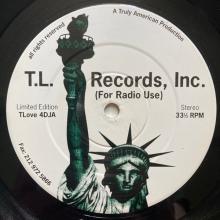 all rights reserved
A Truly American Production
T.L. Records, Inc.
(For Radio Use)
Limited Edition
TLove 4DJA
Stereo
33⅓ RPM
Fax: 212 972 5866